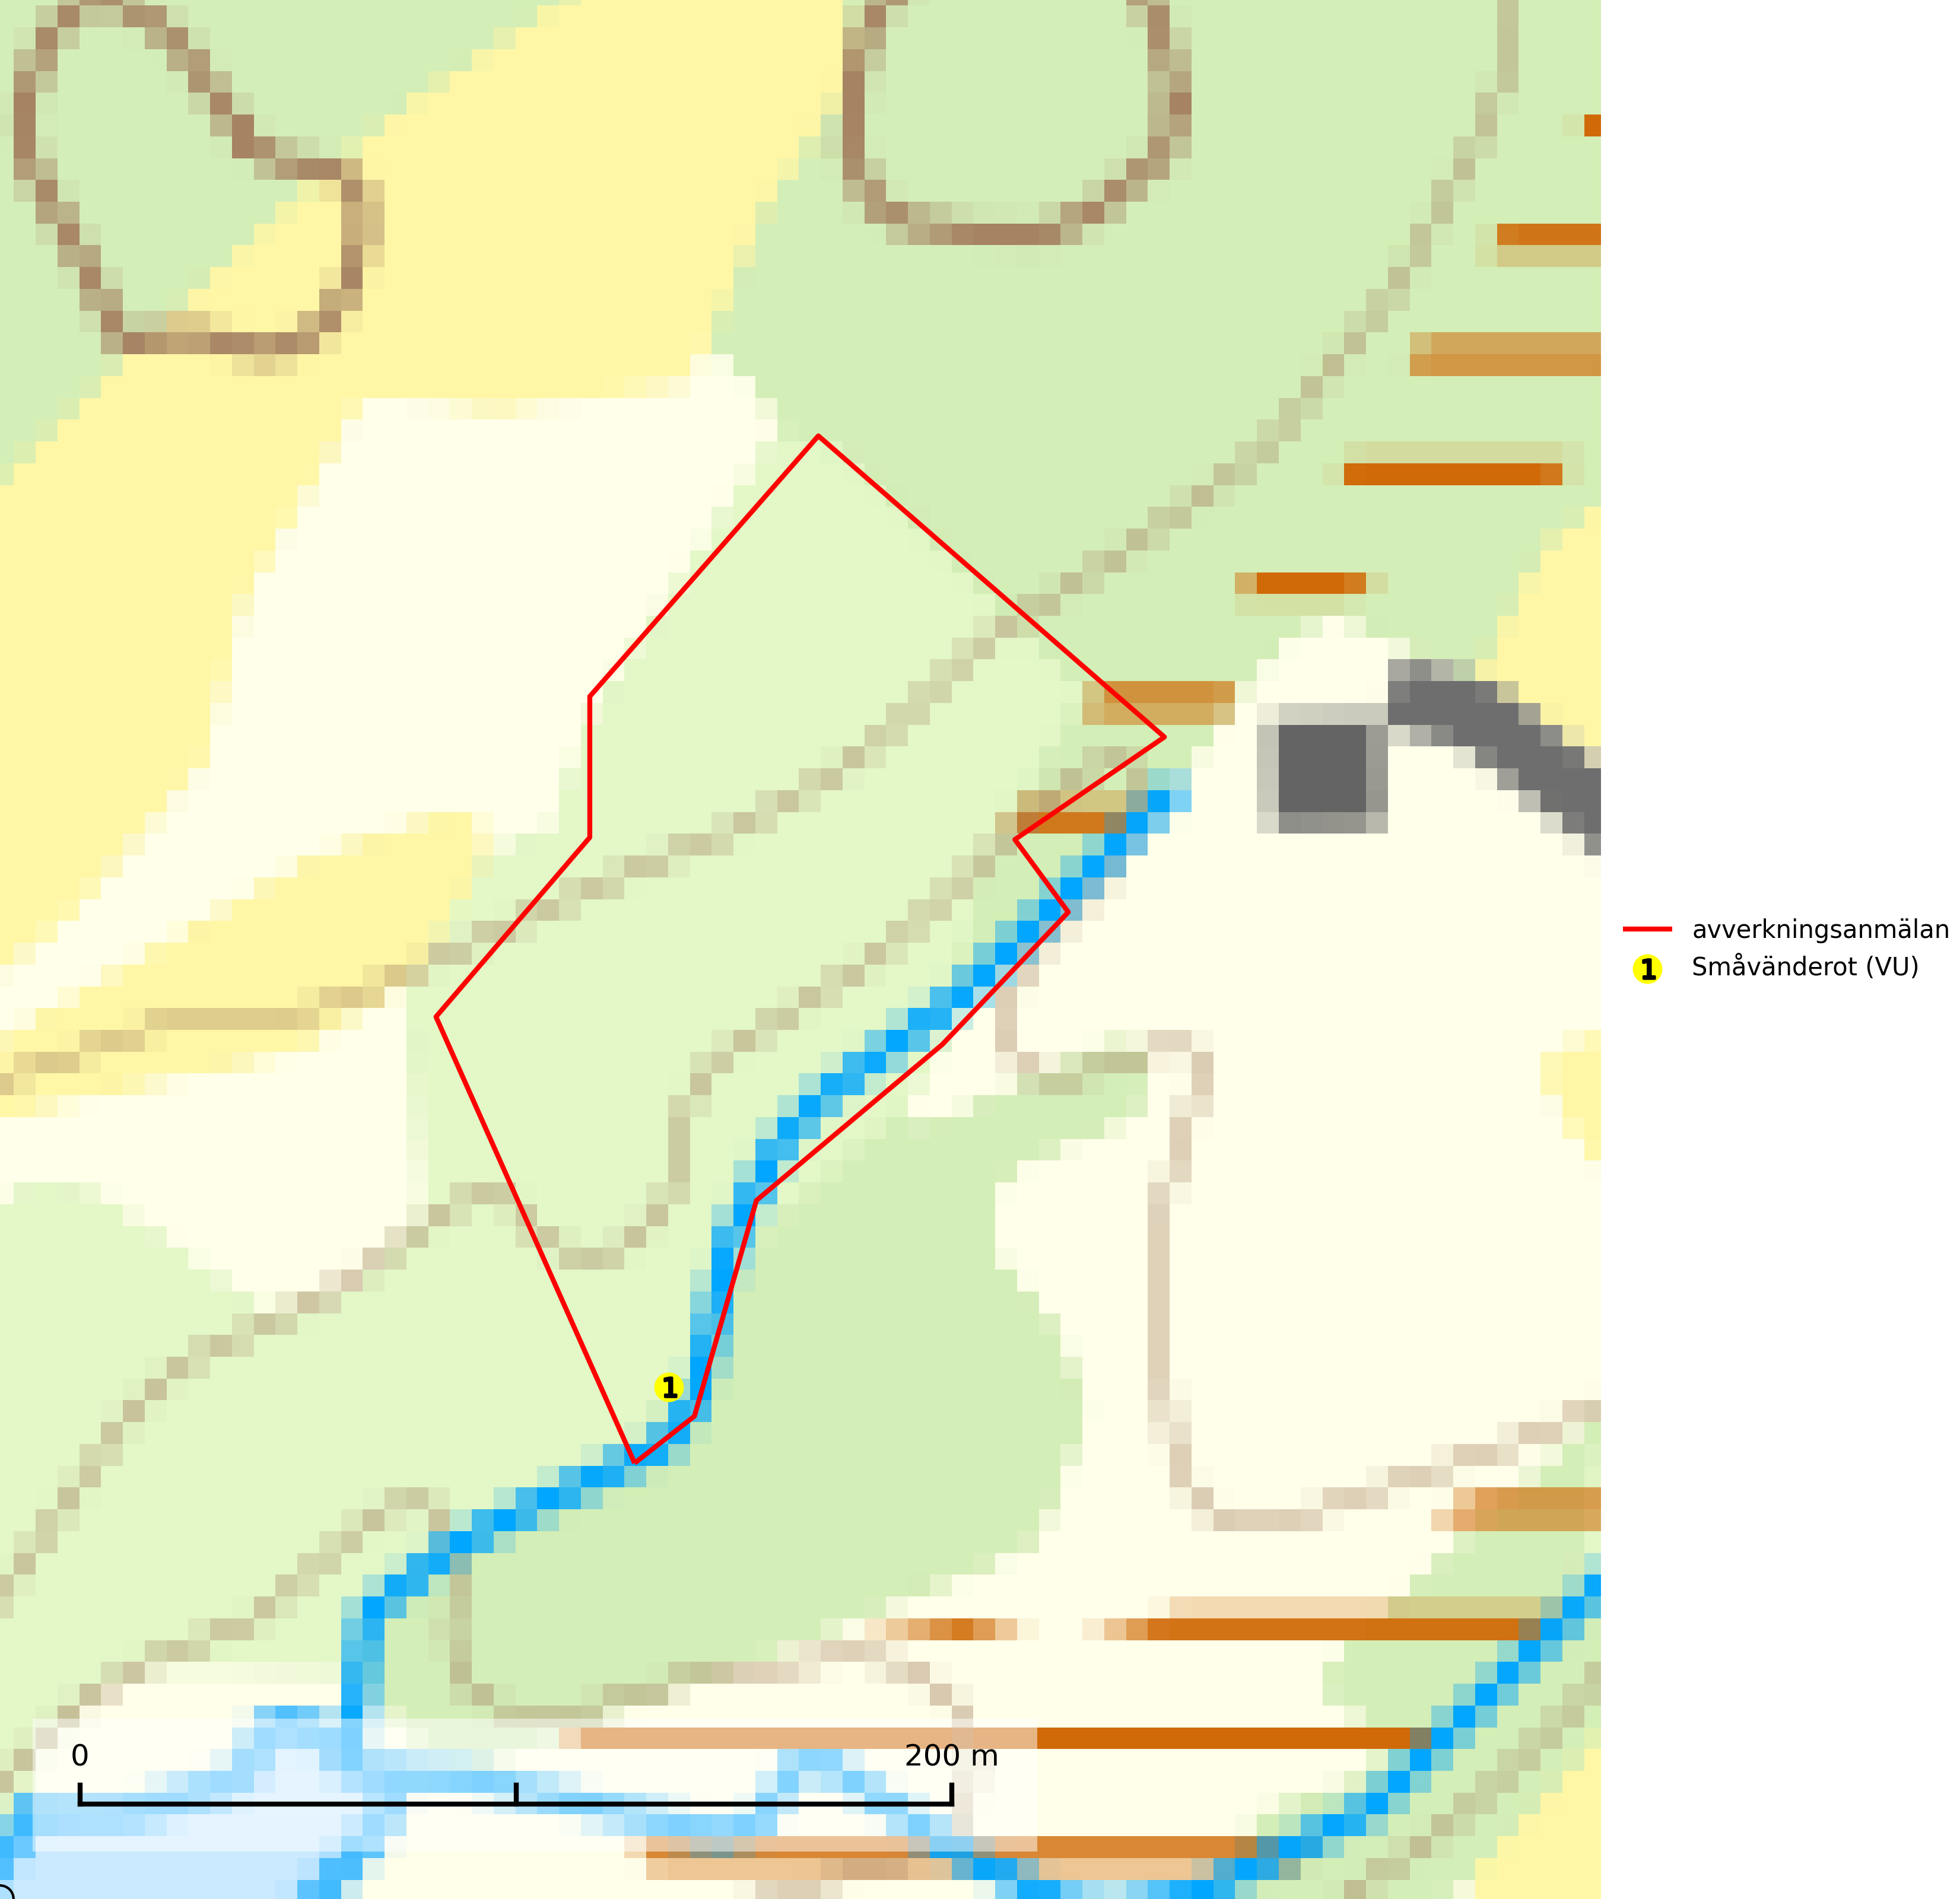 avverkningsanmälan
1 Småvänderot (VU)
1
0 200 m